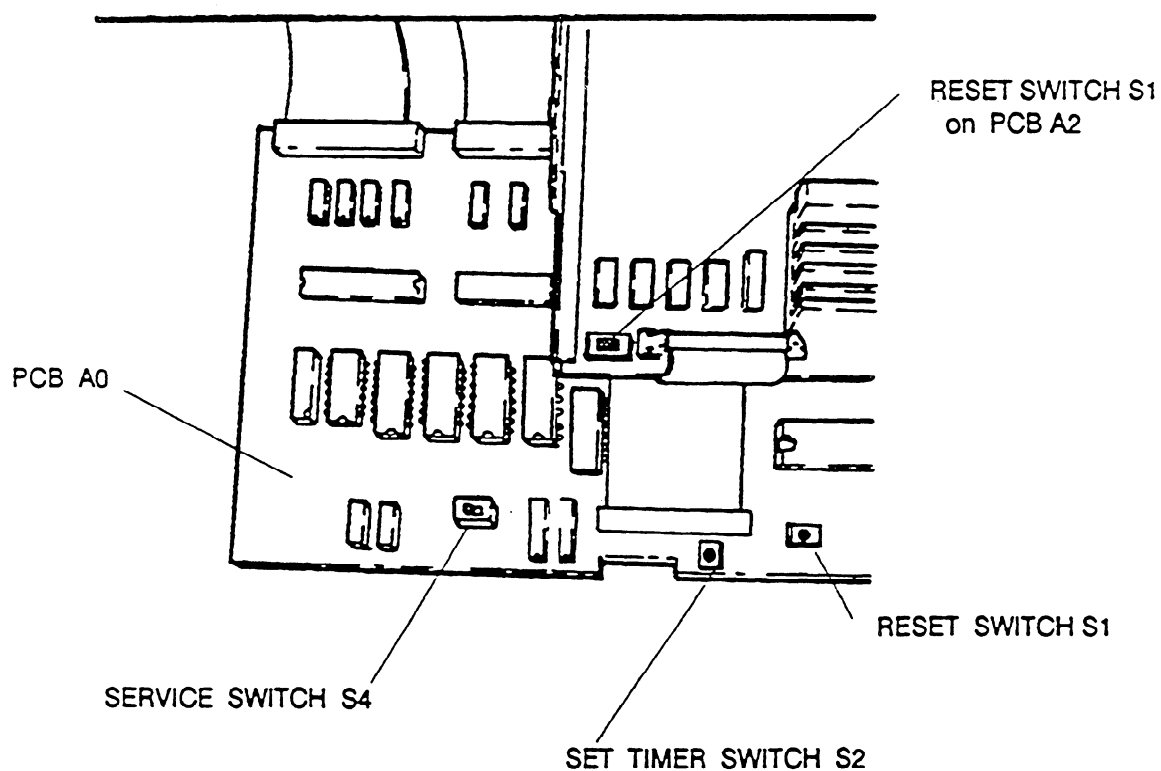 RESET SWITCH S1
on PCB A2
PCB A0
RESET SWITCH S1
SERVICE SWITCH S4
SET TIMER SWITCH S2